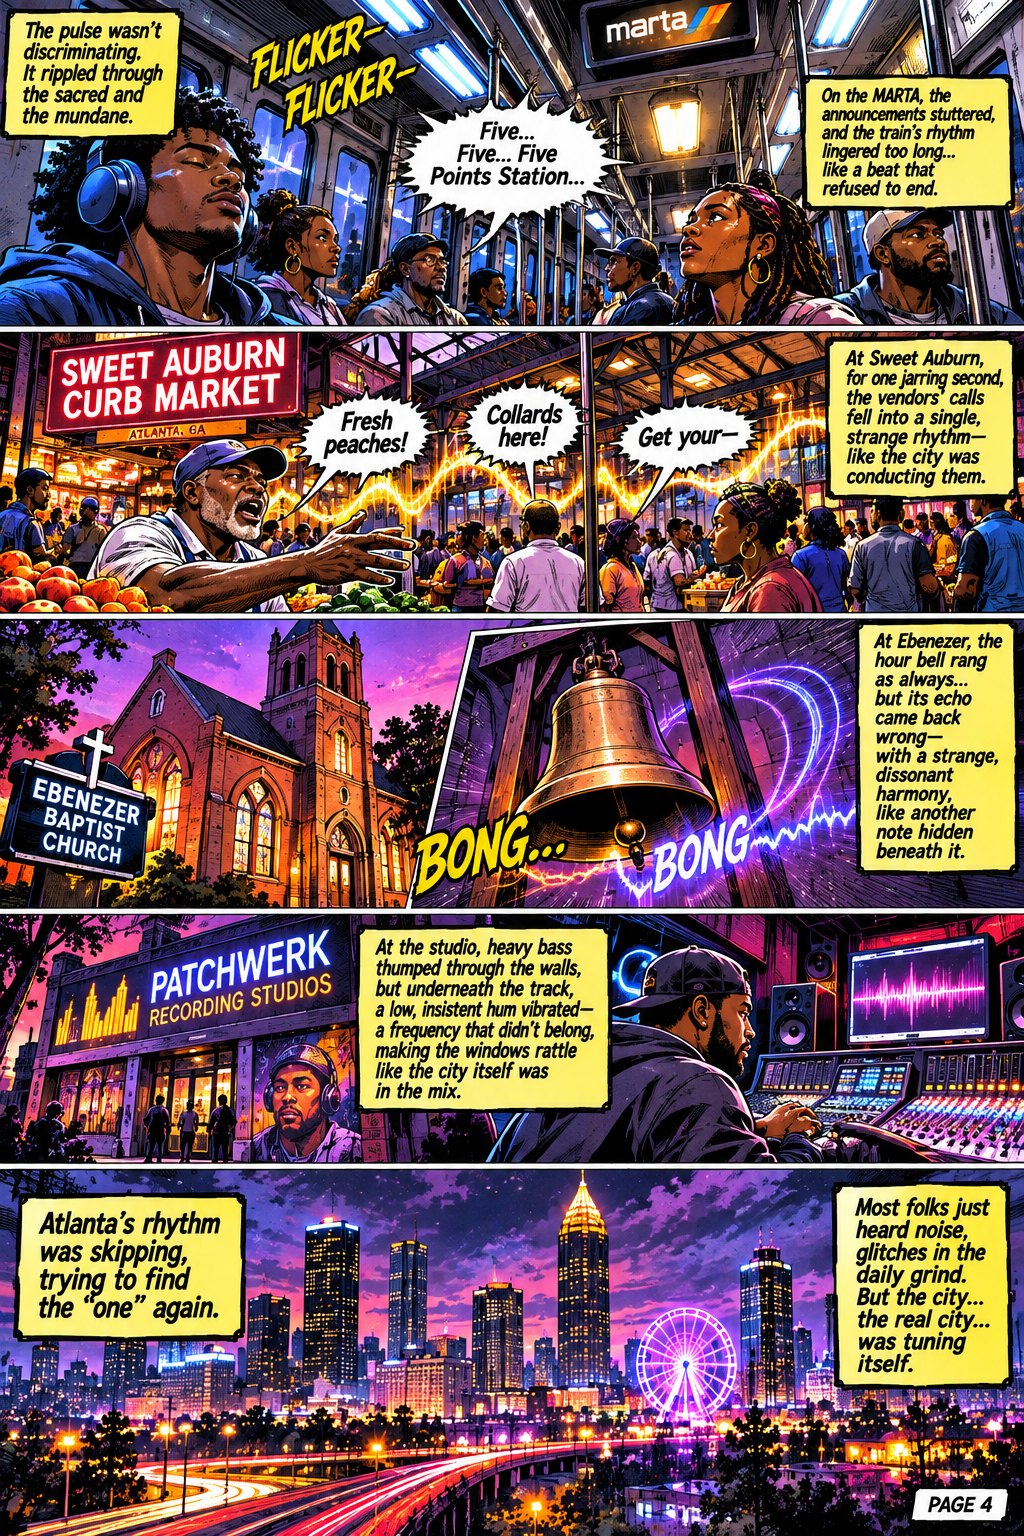 The pulse wasn't
discriminating.
It rippled through
the sacred and
the mundane.
FLICKER–
FLICKER–
marta
Five...
Five... Five
Points Station...
On the MARTA, the
announcements stuttered,
and the train's rhythm
lingered too long...
like a beat that
refused to end.
SWEET AUBURN
CURB MARKET
ATLANTA, GA
Fresh
peaches!
Collards
here!
Get your—
At Sweet Auburn,
for one jarring second,
the vendors' calls
fell into a single,
strange rhythm—
like the city was
conducting them.
EBENEZER
BAPTIST
CHURCH
BONG...
BONG
At Ebenezer, the
hour bell rang
as always...
but its echo
came back
wrong—
with a strange,
dissonant
harmony,
like another
note hidden
beneath it.
PATCHWERK
RECORDING STUDIOS
At the studio, heavy bass
thumped through the walls,
but underneath the track,
a low, insistent hum vibrated—
a frequency that didn't belong,
making the windows rattle
like the city itself was
in the mix.
Atlanta's rhythm
was skipping,
trying to find
the "one" again.
Most folks just
heard noise,
glitches in the
daily grind.
But the city...
the real city...
was tuning
itself.
PAGE 4